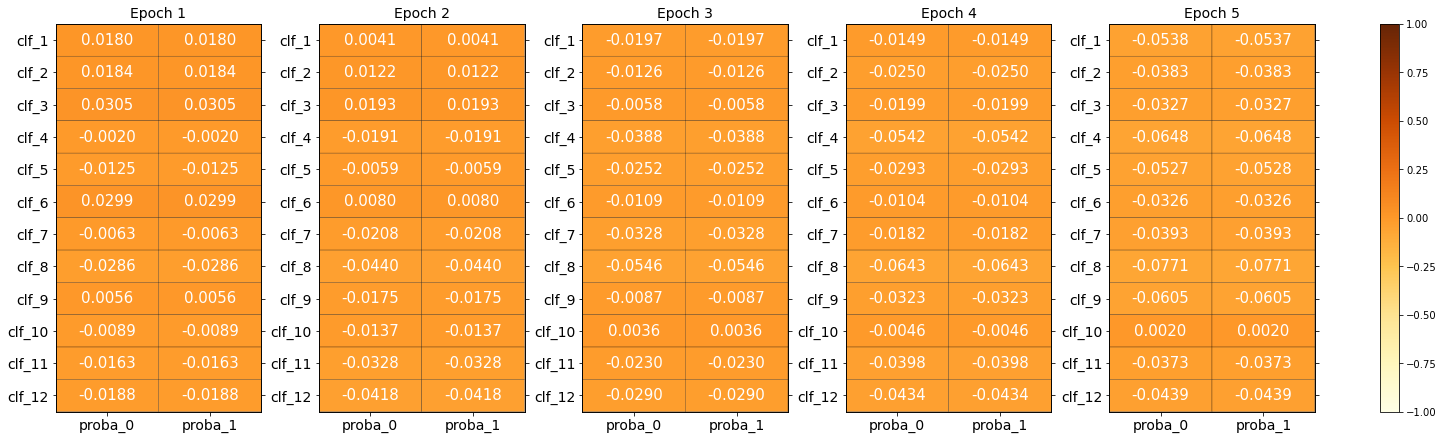 Epoch 1 Epoch 2 Epoch 3 Epoch 4 Epoch 5
clf_1 0.0180 0.0180 clf_1 0.0041 0.0041 clf_1 -0.0197 -0.0197 clf_1 -0.0149 -0.0149 clf_1 -0.0538 -0.0537 1.00
clf_2 0.0184 0.0184 clf_2 0.0122 0.0122 clf_2 -0.0126 -0.0126 clf_2 -0.0250 -0.0250 clf_2 -0.0383 -0.0383 0.75
clf_3 0.0305 0.0305 clf_3 0.0193 0.0193 clf_3 -0.0058 -0.0058 clf_3 -0.0199 -0.0199 clf_3 -0.0327 -0.0327
clf_4 -0.0020 -0.0020 clf_4 -0.0191 -0.0191 clf_4 -0.0388 -0.0388 clf_4 -0.0542 -0.0542 clf_4 -0.0648 -0.0648 0.50
clf_5 -0.0125 -0.0125 clf_5 -0.0059 -0.0059 clf_5 -0.0252 -0.0252 clf_5 -0.0293 -0.0293 clf_5 -0.0527 -0.0528 0.25
clf_6 0.0299 0.0299 clf_6 0.0080 0.0080 clf_6 -0.0109 -0.0109 clf_6 -0.0104 -0.0104 clf_6 -0.0326 -0.0326 0.00
clf_7 -0.0063 -0.0063 clf_7 -0.0208 -0.0208 clf_7 -0.0328 -0.0328 clf_7 -0.0182 -0.0182 clf_7 -0.0393 -0.0393
clf_8 -0.0286 -0.0286 clf_8 -0.0440 -0.0440 clf_8 -0.0546 -0.0546 clf_8 -0.0643 -0.0643 clf_8 -0.0771 -0.0771 −0.25
clf_9 0.0056 0.0056 clf_9 -0.0175 -0.0175 clf_9 -0.0087 -0.0087 clf_9 -0.0323 -0.0323 clf_9 -0.0605 -0.0605 −0.50
clf_10 -0.0089 -0.0089 clf_10 -0.0137 -0.0137 clf_10 0.0036 0.0036 clf_10 -0.0046 -0.0046 clf_10 0.0020 0.0020
clf_11 -0.0163 -0.0163 clf_11 -0.0328 -0.0328 clf_11 -0.0230 -0.0230 clf_11 -0.0398 -0.0398 clf_11 -0.0373 -0.0373 −0.75
clf_12 -0.0188 -0.0188 clf_12 -0.0418 -0.0418 clf_12 -0.0290 -0.0290 clf_12 -0.0434 -0.0434 clf_12 -0.0439 -0.0439 −1.00
proba_0 proba_1 proba_0 proba_1 proba_0 proba_1 proba_0 proba_1 proba_0 proba_1